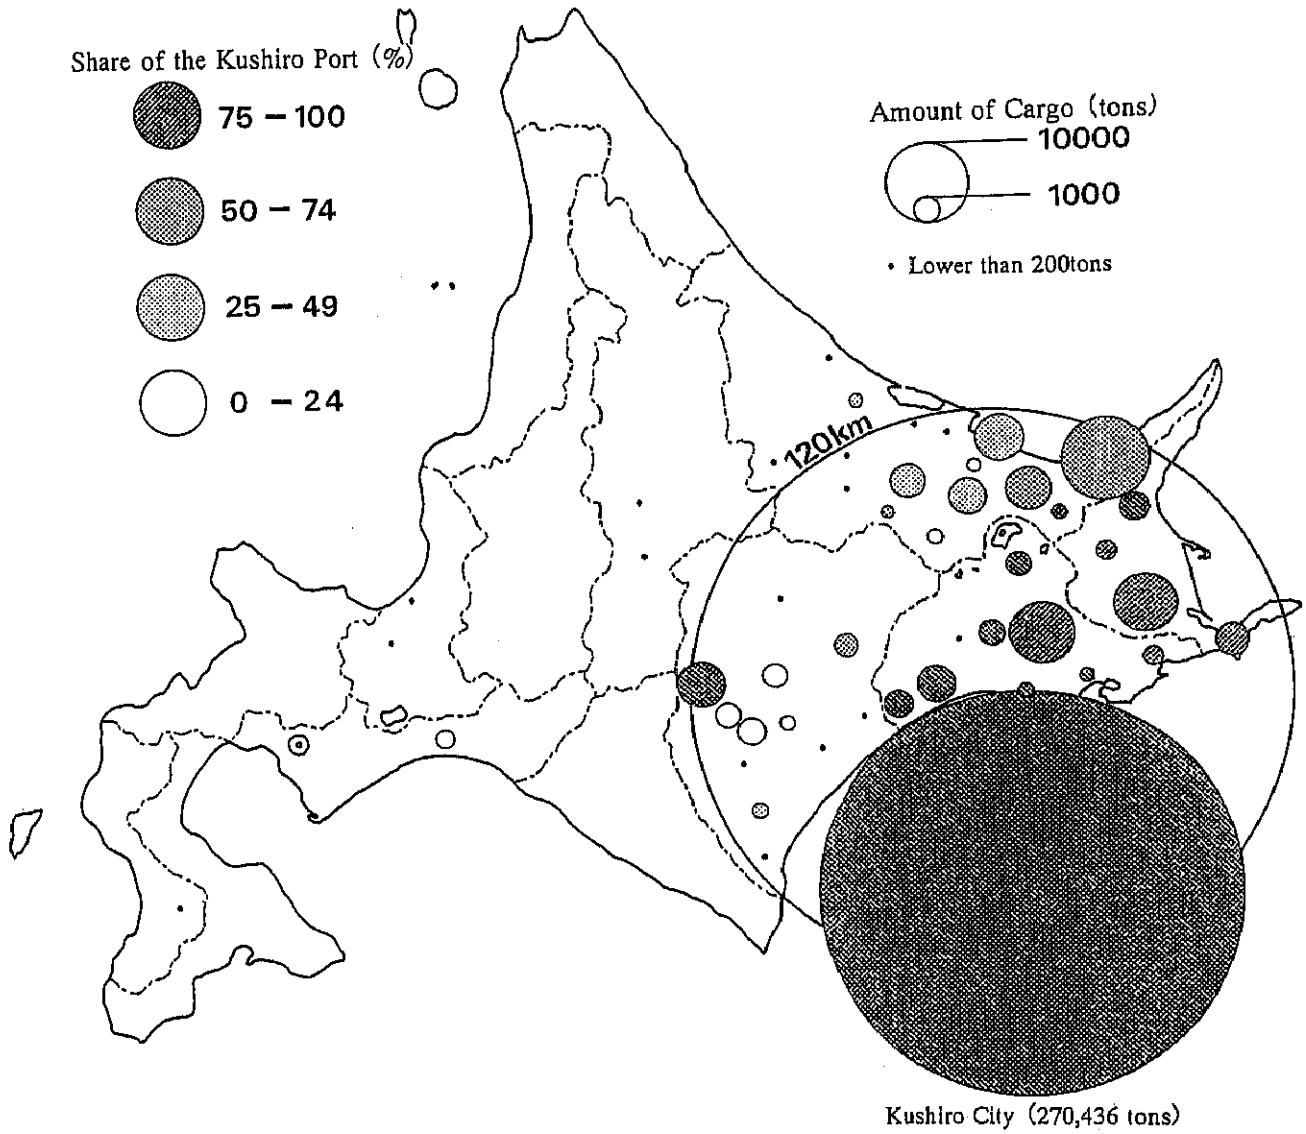 Share of the Kushiro Port (%)
75 – 100
50 – 74
25 – 49
0 – 24
Amount of Cargo (tons)
10000
1000
• Lower than 200tons
120km
Kushiro City (270,436 tons)